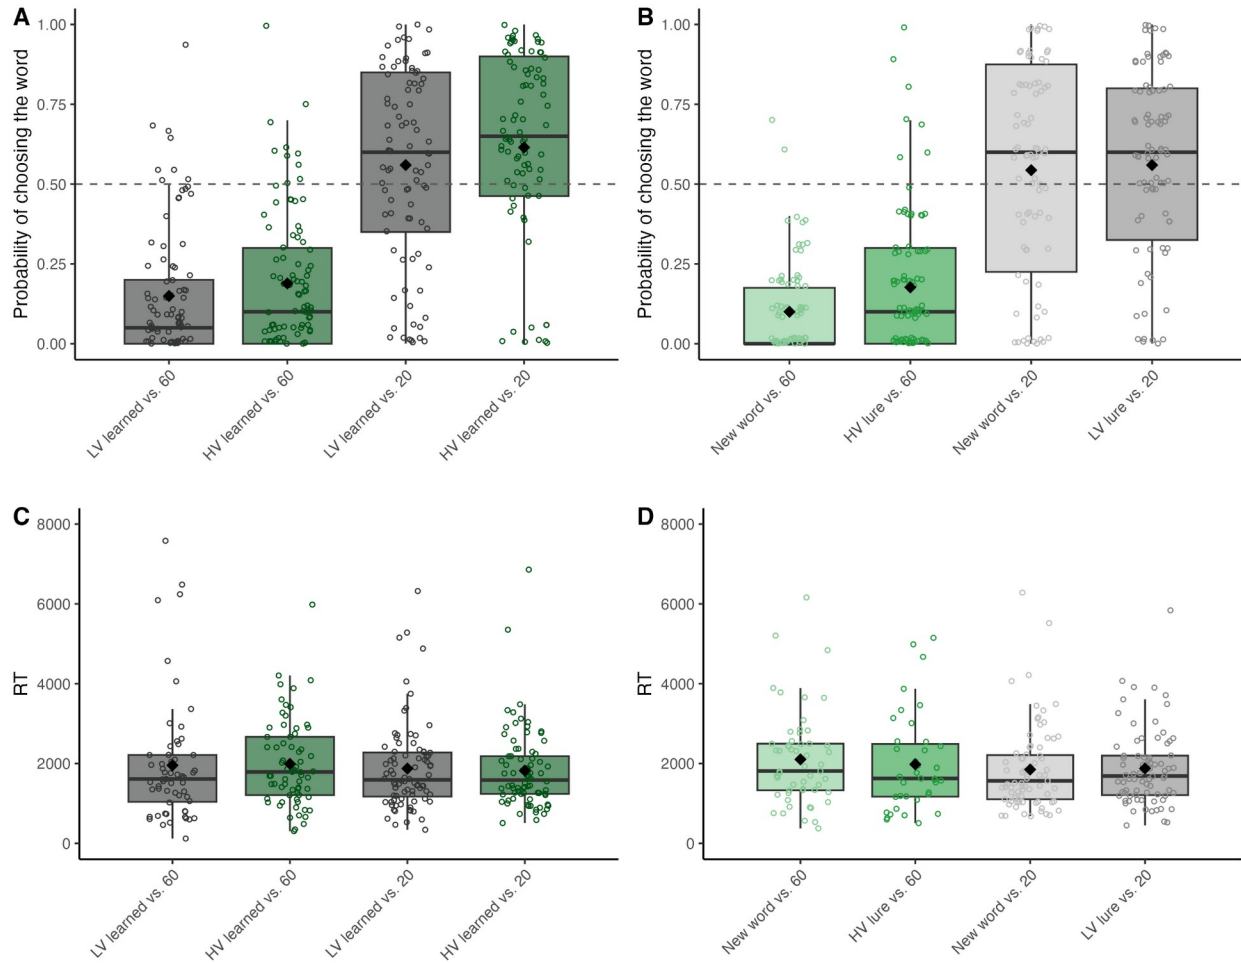 A
Probability of choosing the word
1.00
0.75
0.50
0.25
0.00
LV learned vs. 60
HV learned vs. 60
LV learned vs. 20
HV learned vs. 20
B
Probability of choosing the word
1.00
0.75
0.50
0.25
0.00
New word vs. 60
HV lure vs. 60
New word vs. 20
LV lure vs. 20
C
RT
8000
6000
4000
2000
0
LV learned vs. 60
HV learned vs. 60
LV learned vs. 20
HV learned vs. 20
D
RT
8000
6000
4000
2000
0
New word vs. 60
HV lure vs. 60
New word vs. 20
LV lure vs. 20